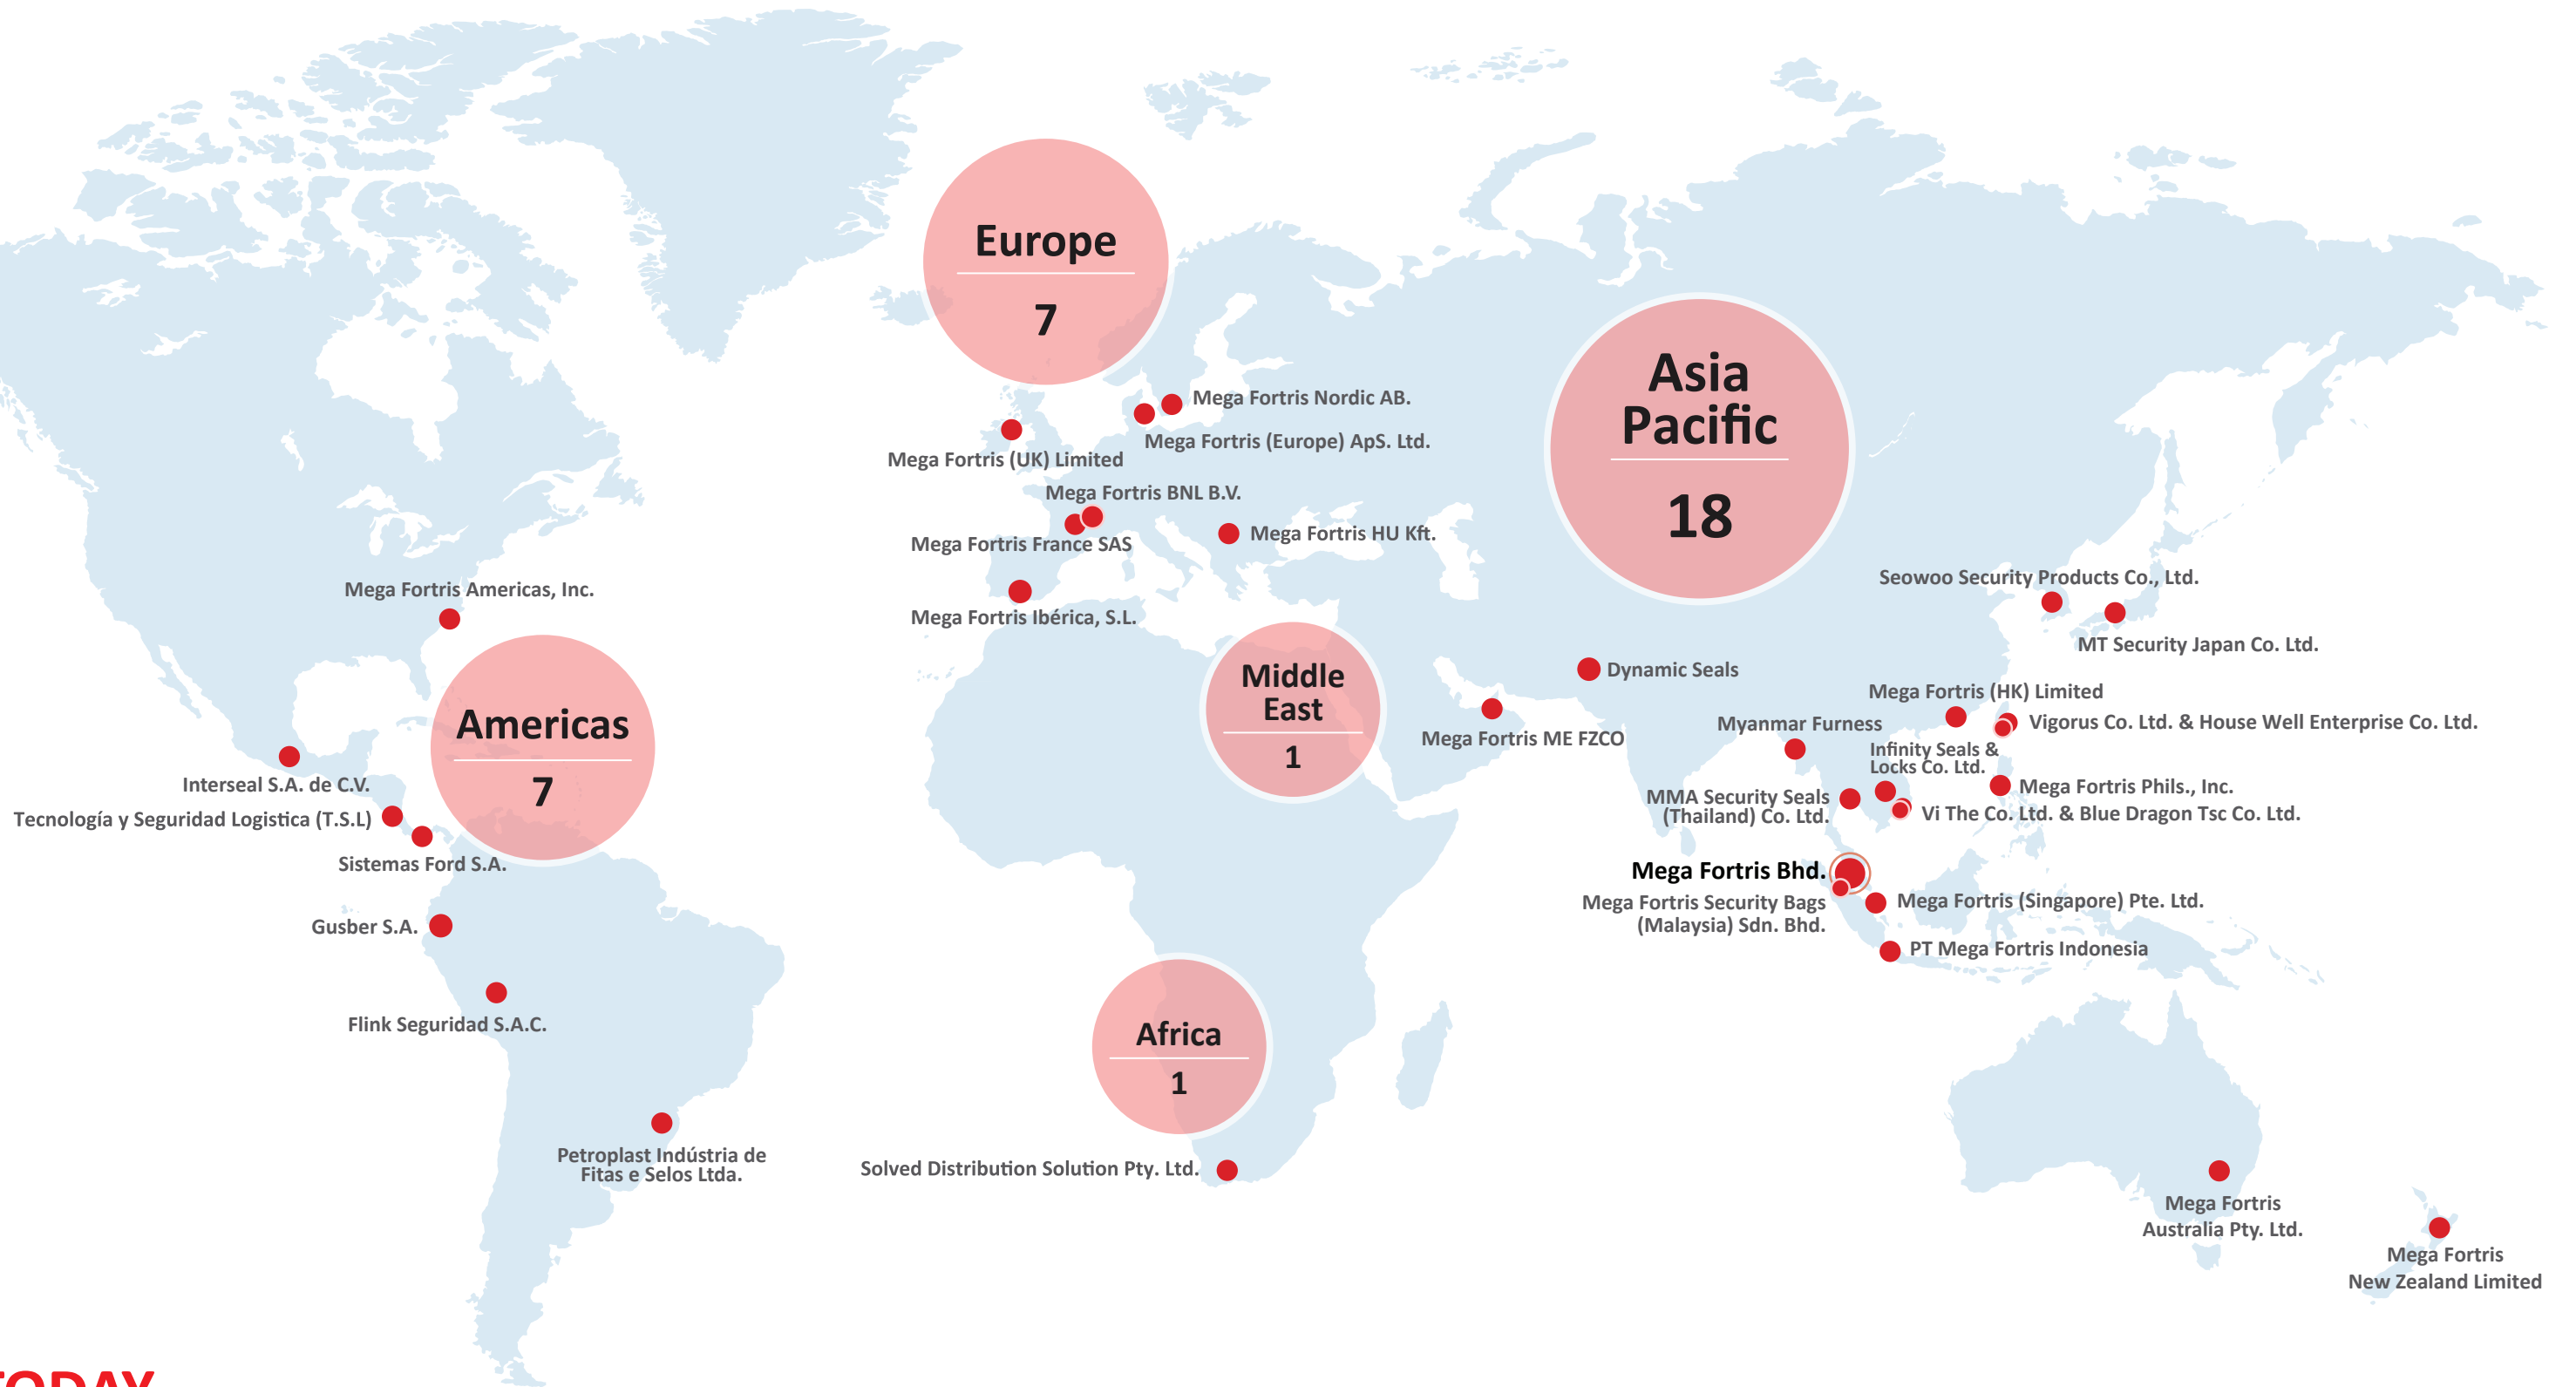 Europe
7
Mega Fortris Nordic AB.
Mega Fortris (Europe) ApS. Ltd.
Mega Fortris (UK) Limited
Mega Fortris BNL B.V.
Mega Fortris France SAS
Mega Fortris HU Kft.
Mega Fortris Ibérica, S.L.
Asia
Pacific
18
Seowoo Security Products Co., Ltd.
MT Security Japan Co. Ltd.
Dynamic Seals
Mega Fortris (HK) Limited
Vigorus Co. Ltd. & House Well Enterprise Co. Ltd.
Myanmar Furness
Infinity Seals &
Locks Co. Ltd.
Mega Fortris Phils., Inc.
MMA Security Seals
(Thailand) Co. Ltd.
Vi The Co. Ltd. & Blue Dragon Tsc Co. Ltd.
Mega Fortris Bhd.
Mega Fortris Security Bags
(Malaysia) Sdn. Bhd.
Mega Fortris (Singapore) Pte. Ltd.
PT Mega Fortris Indonesia
Mega Fortris
Australia Pty. Ltd.
Mega Fortris
New Zealand Limited
Middle
East
1
Mega Fortris ME FZCO
Africa
1
Solved Distribution Solution Pty. Ltd.
Mega Fortris Americas, Inc.
Americas
7
Interseal S.A. de C.V.
Tecnología y Seguridad Logistica (T.S.L)
Sistemas Ford S.A.
Gusber S.A.
Flink Seguridad S.A.C.
Petroplast Indústria de
Fitas e Selos Ltda.
TODAY